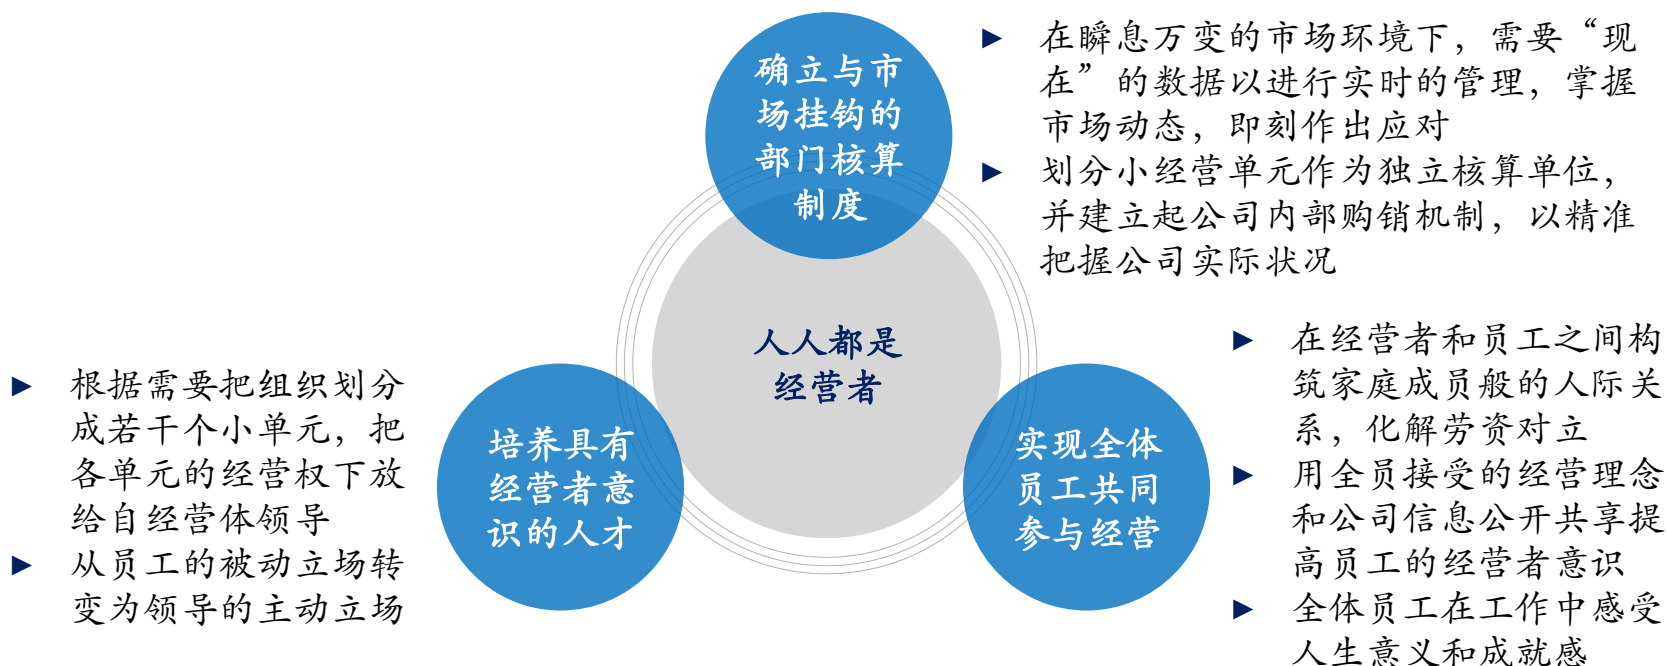 确立与市
场挂钩的
部门核算
制度
► 在瞬息万变的市场环境下，需要“现
在”的数据以进行实时的管理，掌握
市场动态，即刻作出应对
► 划分小经营单元作为独立核算单位，
并建立起公司内部购销机制，以精准
把握公司实际状况
人人都是
经营者
► 根据需要把组织划分
成若干个小单元，把
各单元的经营权下放
给自经营体领导
► 从员工的被动立场转
变为领导的主动立场
培养具有
经营者意
识的人才
实现全体
员工共同
参与经营
► 在经营者和员工之间构
筑家庭成员般的人际关
系，化解劳资对立
► 用全员接受的经营理念
和公司信息公开共享提
高员工的经营者意识
► 全体员工在工作中感受
人生意义和成就感